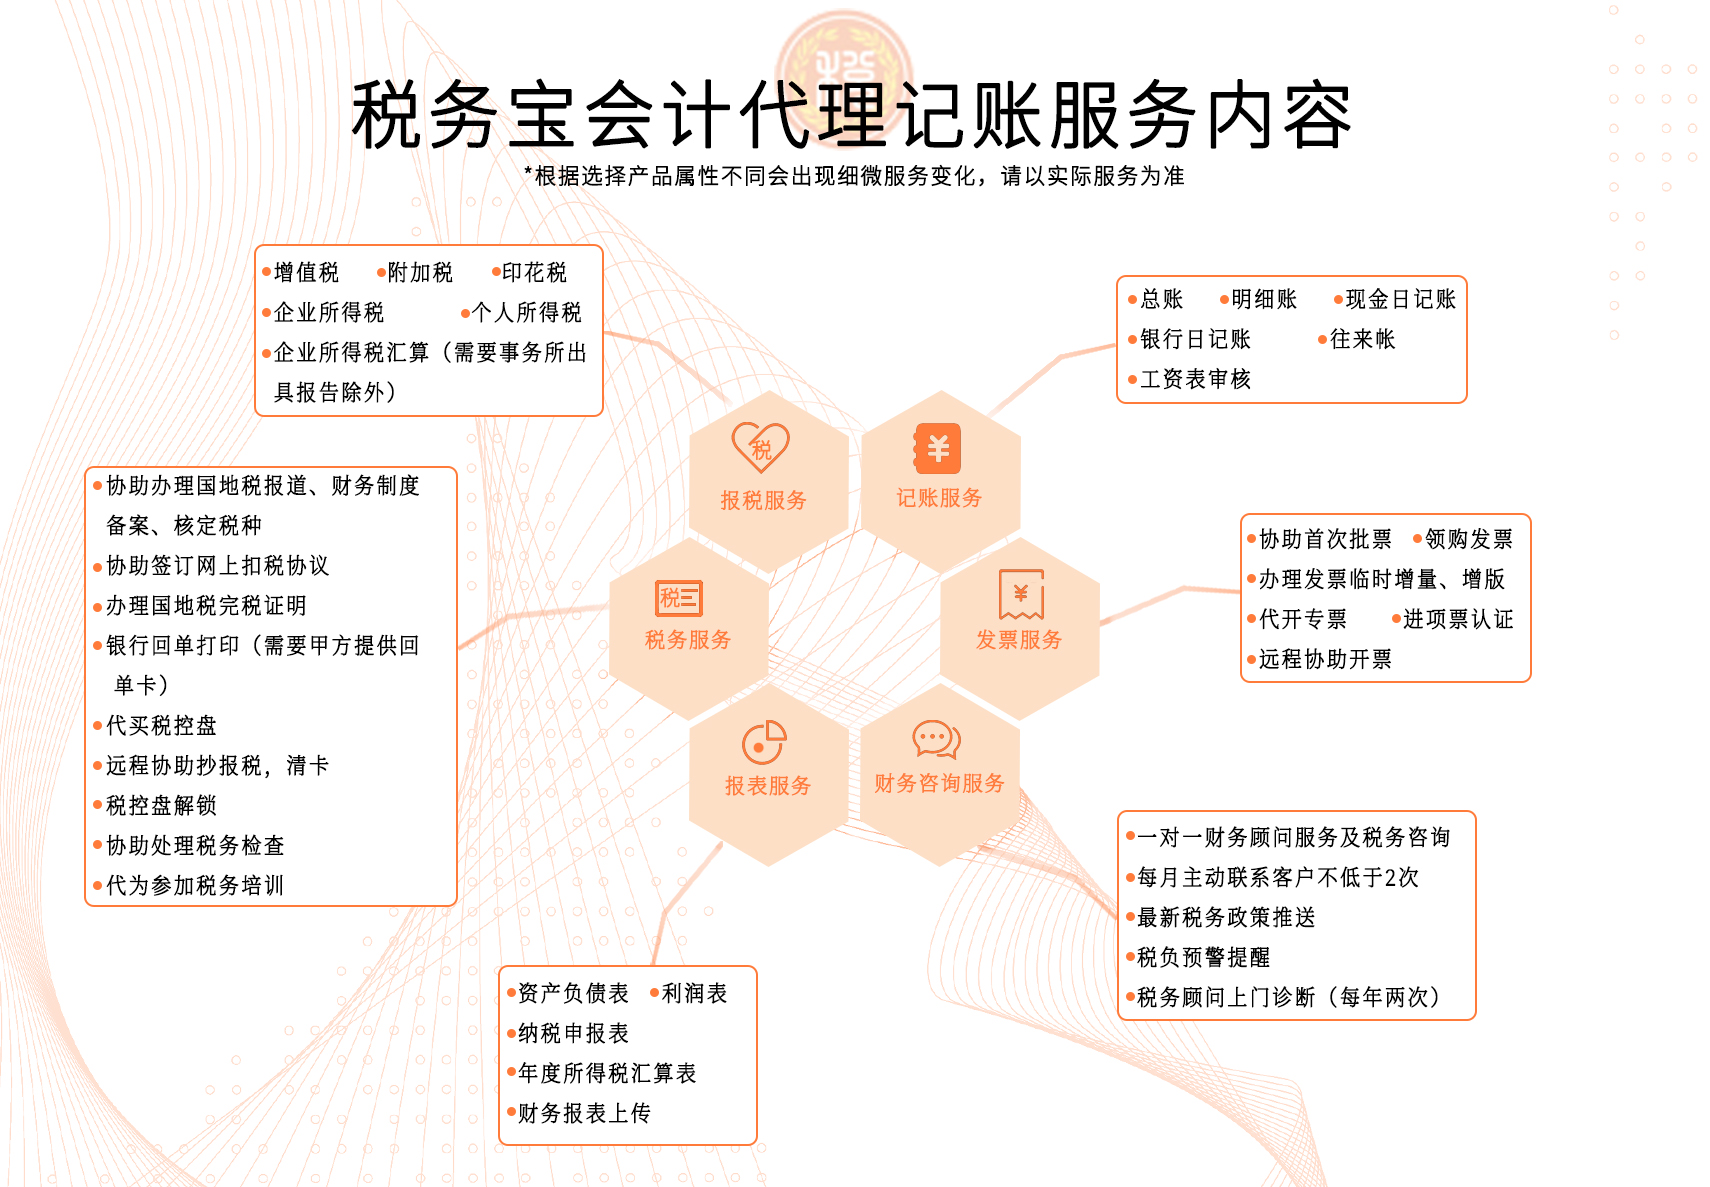 税务宝会计代理记账服务内容
*根据选择产品属性不同会出现细微服务变化，请以实际服务为准
增值税 附加税 印花税
企业所得税 个人所得税
企业所得税汇算（需要事务所出
具报告除外）
总账 明细账 现金日记账
银行日记账 往来帐
工资表审核
税
报税服务
¥
记账服务
协助办理国地税报道、财务制度
备案、核定税种
协助签订网上扣税协议
办理国地税完税证明
银行回单打印（需要甲方提供回
单卡）
代买税控盘
远程协助抄报税，清卡
税控盘解锁
协助处理税务检查
代为参加税务培训
税
税务服务
¥
发票服务
协助首次批票 领购发票
办理发票临时增量、增版
代开专票 进项票认证
远程协助开票
报表服务
财务咨询服务
一对一财务顾问服务及税务咨询
每月主动联系客户不低于2次
最新税务政策推送
税负预警提醒
税务顾问上门诊断（每年两次）
资产负债表 利润表
纳税申报表
年度所得税汇算表
财务报表上传